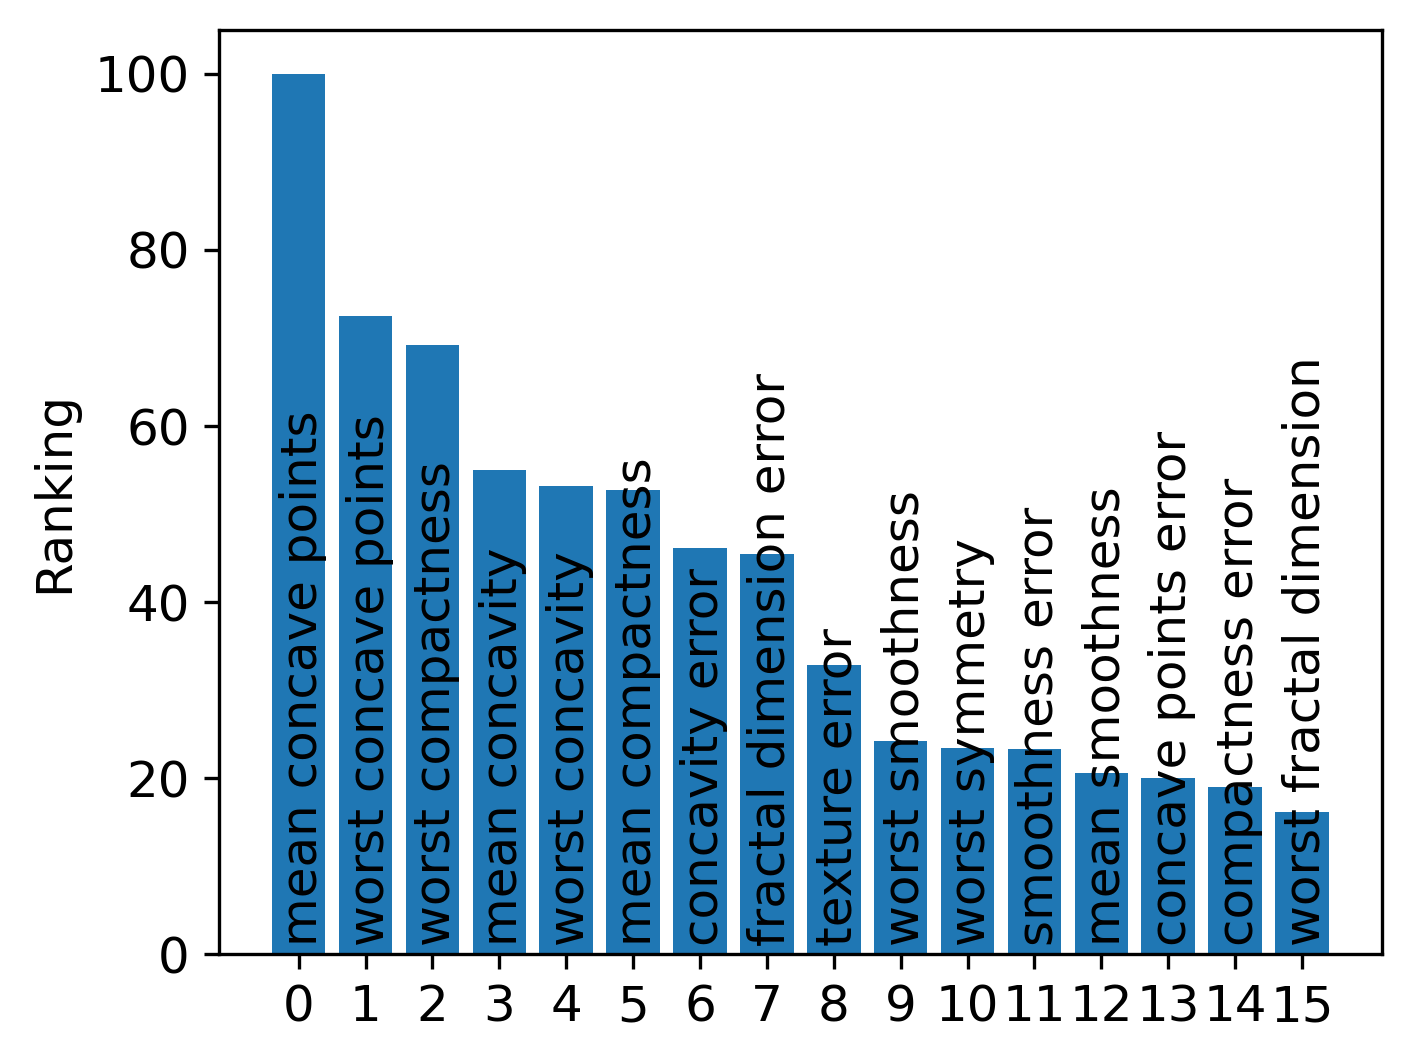 Ranking
100
80
60
40
20
0
mean concave points
worst concave points
worst compactness
mean concavity
worst concavity
mean compactness
concavity error
fractal dimension error
texture error
worst smoothness
worst symmetry
smoothness error
mean smoothness
concave points error
compactness error
worst fractal dimension
0 1 2 3 4 5 6 7 8 9 10 11 12 13 14 15